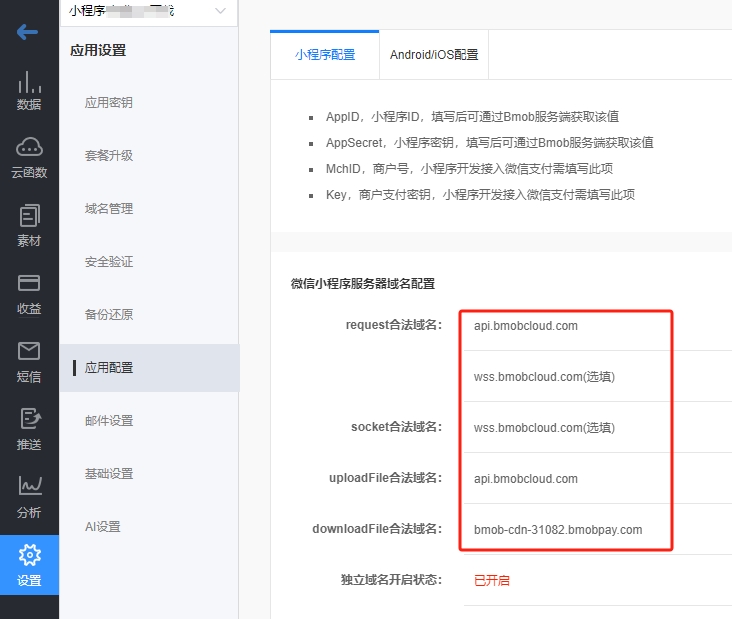 小程序
应用设置
应用密钥
套餐升级
域名管理
安全验证
备份还原
应用配置
邮件设置
基础设置
AI设置
数据
云函数
素材
收益
短信
推送
分析
设置
小程序配置
Android/iOS配置
AppID，小程序ID，填写后可通过Bmob服务端获取该值
AppSecret，小程序密钥，填写后可通过Bmob服务端获取该值
MchID，商户号，小程序开发接入微信支付需填写此项
Key，商户支付密钥，小程序开发接入微信支付需填写此项
微信小程序服务器域名配置
request合法域名： api.bmobcloud.com
wss.bmobcloud.com(选填)
socket合法域名： wss.bmobcloud.com(选填)
uploadFile合法域名： api.bmobcloud.com
downloadFile合法域名： bmob-cdn-31082.bmobpay.com
独立域名开启状态： 已开启